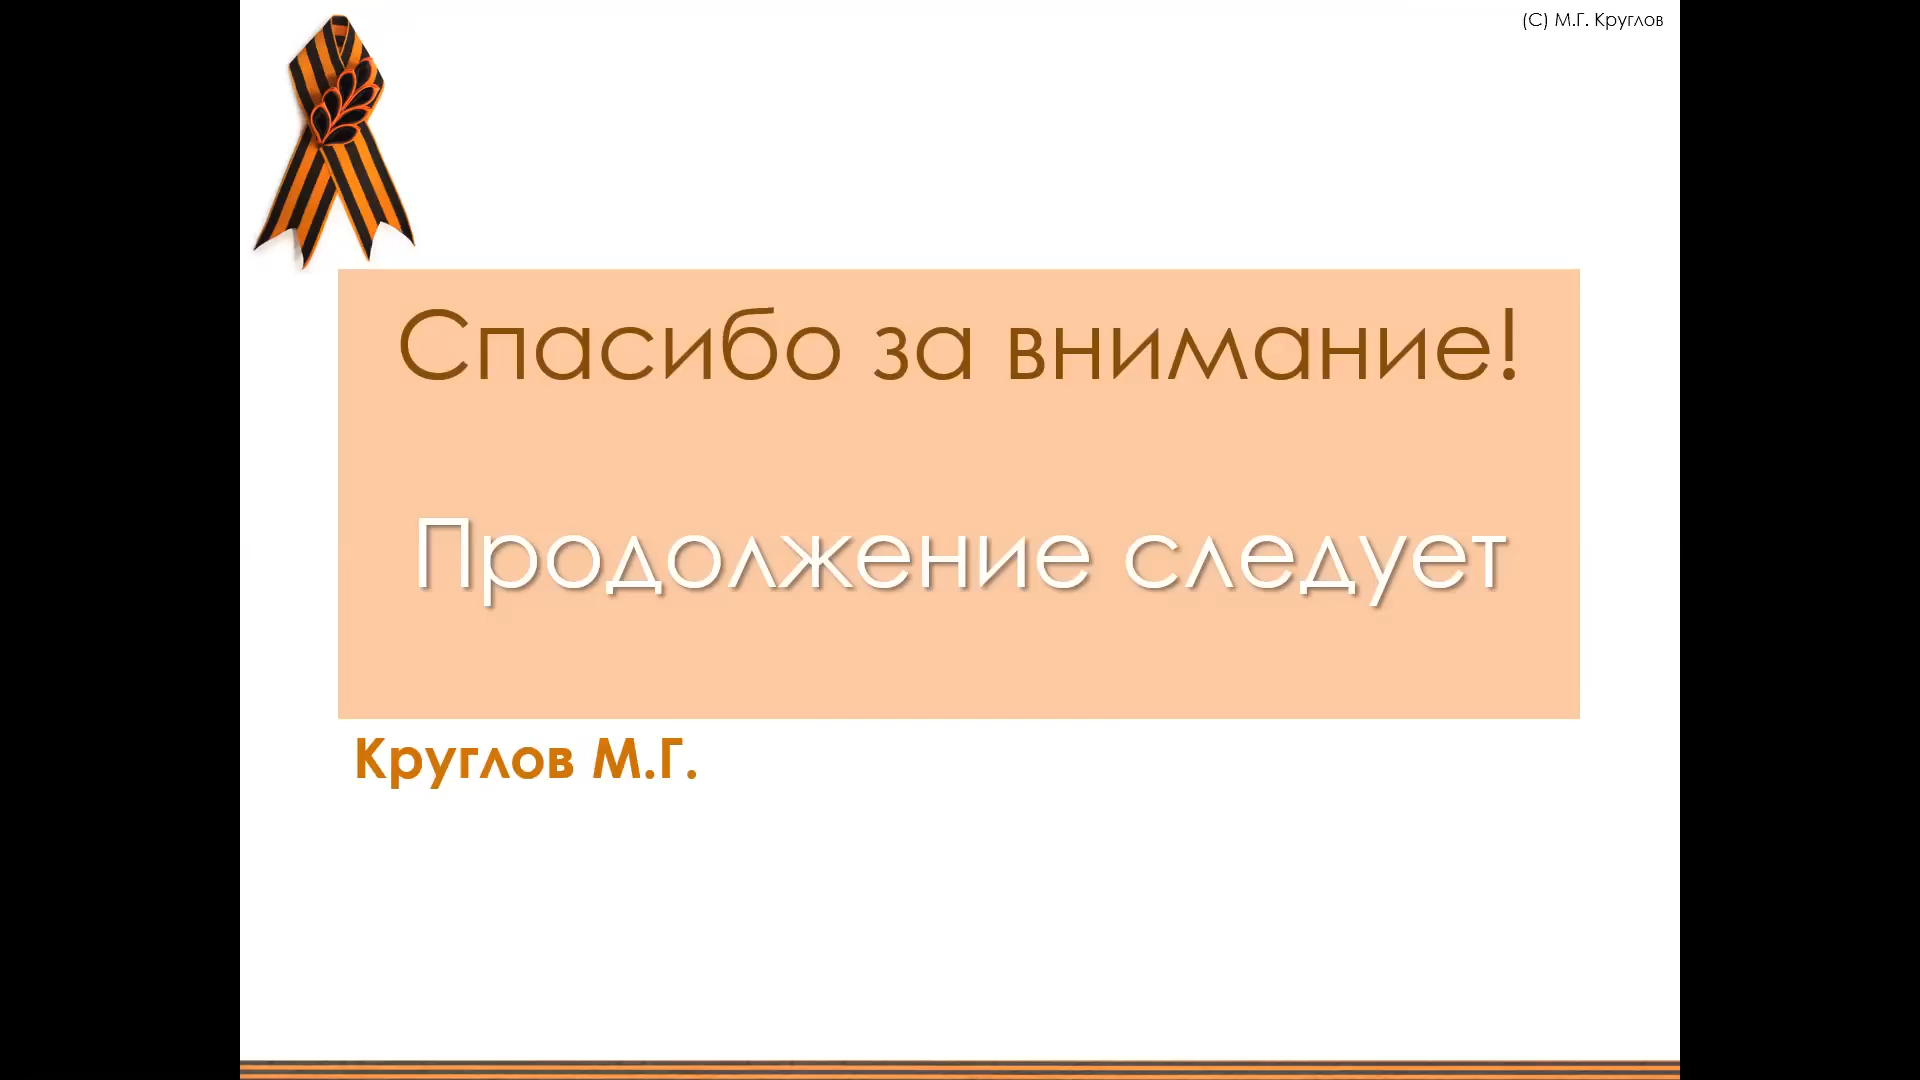 (С) М.Г. Круглов
Спасибо за внимание!
Продолжение следует
Круглов М.Г.